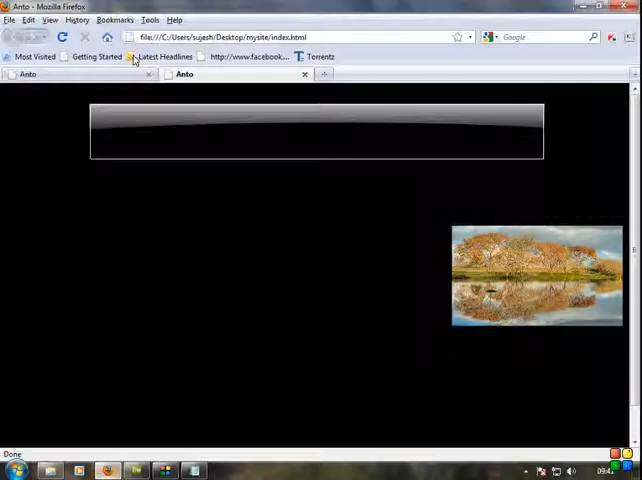 Anto - Mozilla Firefox
File Edit View History Bookmarks Tools Help
file:///C:/Users/sujesh/Desktop/mysite/index.html
Most Visited Getting Started Latest Headlines http://www.facebook.... Torrentz
Anto Anto
Done